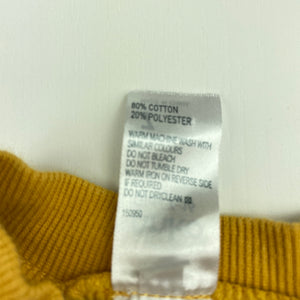 80% COTTON
20% POLYESTER
WARM MACHINE WASH WITH
SIMILAR COLOURS
DO NOT BLEACH
DO NOT TUMBLE DRY
WARM IRON ON REVERSE SIDE
IF REQUIRED
DO NOT DRYCLEAN
150950